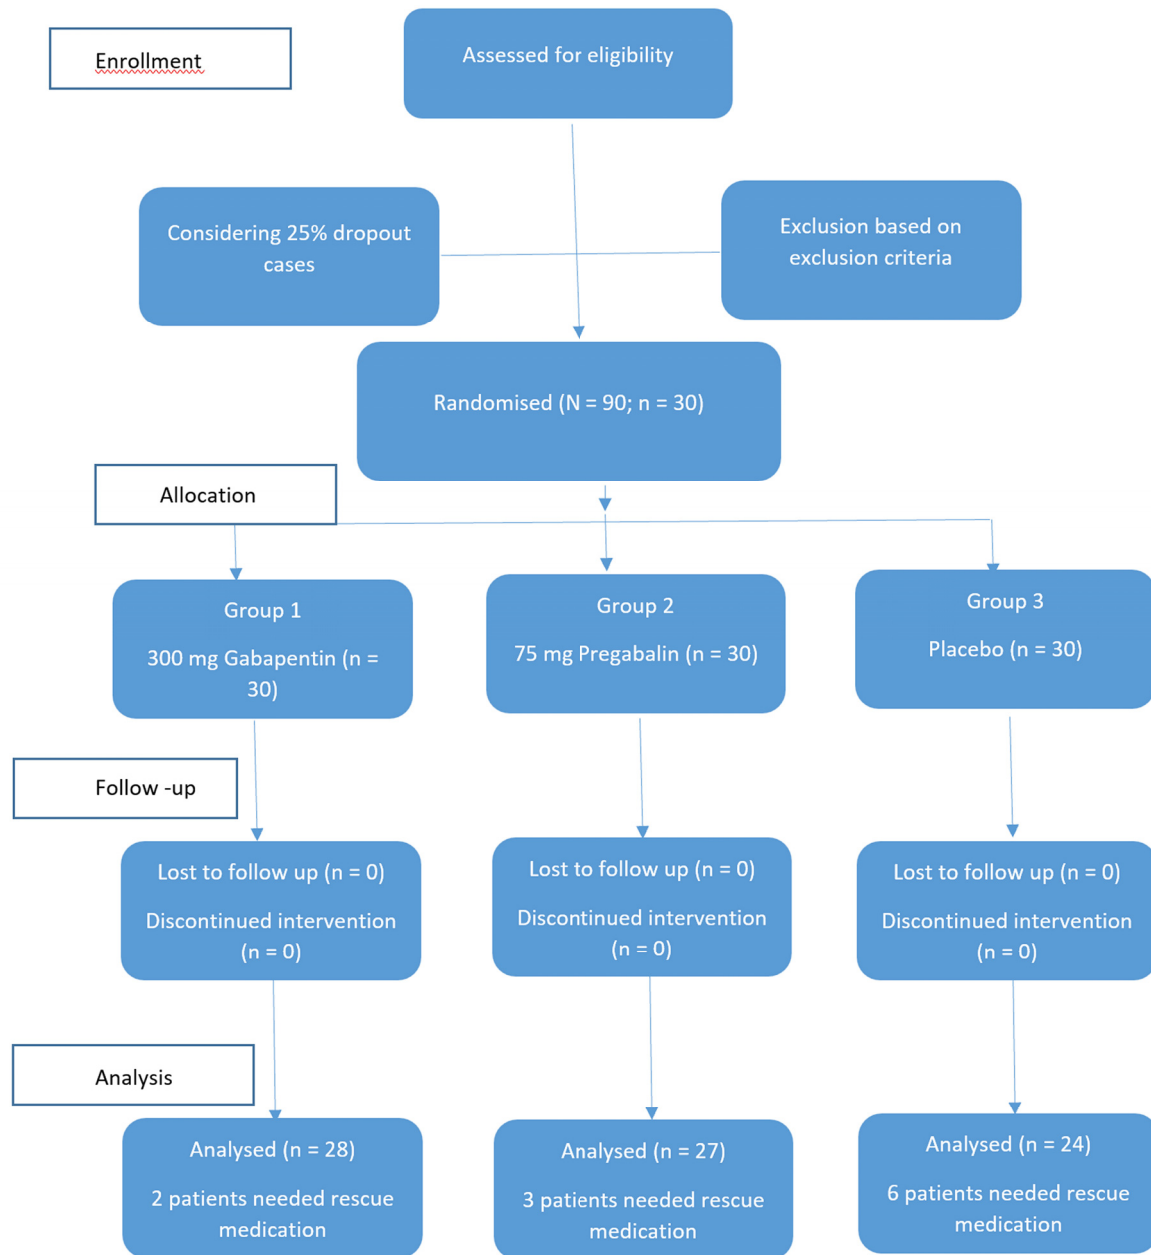 Enrollment
Assessed for eligibility
Considering 25% dropout
cases
Exclusion based on
exclusion criteria
Randomised (N = 90; n = 30)
Allocation
Group 1
300 mg Gabapentin (n =
30)
Group 2
75 mg Pregabalin (n = 30)
Group 3
Placebo (n = 30)
Follow -up
Lost to follow up (n = 0)
Discontinued intervention
(n = 0)
Lost to follow up (n = 0)
Discontinued intervention
(n = 0)
Lost to follow up (n = 0)
Discontinued intervention
(n = 0)
Analysis
Analysed (n = 28)
2 patients needed rescue
medication
Analysed (n = 27)
3 patients needed rescue
medication
Analysed (n = 24)
6 patients needed rescue
medication